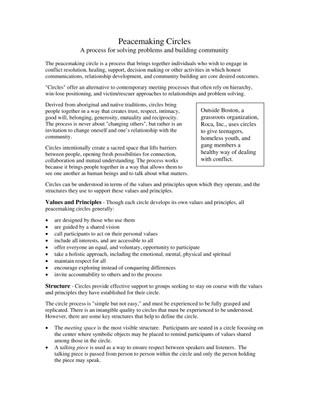 Peacemaking Circles
A process for solving problems and building community
The peacemaking circle is a process that brings together individuals who wish to engage in
conflict resolution, healing, support, decision making or other activities in which honest
communications, relationship development, and community building are core desired outcomes.
"Circles" offer an alternative to contemporary meeting processes that often rely on hierarchy,
win-lose positioning, and victim/rescuer approaches to relationships and problem solving.
Derived from aboriginal and native traditions, circles bring
people together in a way that creates trust, respect, intimacy,
good will, belonging, generosity, mutuality and reciprocity.
The process is never about "changing others", but rather is an
invitation to change oneself and one's relationship with the
community.
Circles intentionally create a sacred space that lifts barriers
between people, opening fresh possibilities for connection,
collaboration and mutual understanding. The process works
because it brings people together in a way that allows them to
see one another as human beings and to talk about what matters.
Outside Boston, a
grassroots organization,
Roca, Inc., uses circles
to give teenagers,
homeless youth, and
gang members a
healthy way of dealing
with conflict.
Circles can be understood in terms of the values and principles upon which they operate, and the
structures they use to support these values and principles.
Values and Principles - Though each circle develops its own values and principles, all
peacemaking circles generally:
• are designed by those who use them
• are guided by a shared vision
• call participants to act on their personal values
• include all interests, and are accessible to all
• offer everyone an equal, and voluntary, opportunity to participate
• take a holistic approach, including the emotional, mental, physical and spiritual
• maintain respect for all
• encourage exploring instead of conquering differences
• invite accountability to others and to the process
Structure - Circles provide effective support to groups seeking to stay on course with the values
and principles they have established for their circle.
The circle process is "simple but not easy," and must be experienced to be fully grasped and
replicated. There is an intangible quality to circles that must be experienced to be understood.
However, there are some key structures that help to define the circle.
• The meeting space is the most visible structure. Participants are seated in a circle focusing on
the center where symbolic objects may be placed to remind participants of values shared
among those in the circle.
• A talking piece is used as a way to ensure respect between speakers and listeners. The
talking piece is passed from person to person within the circle and only the person holding
the piece may speak.